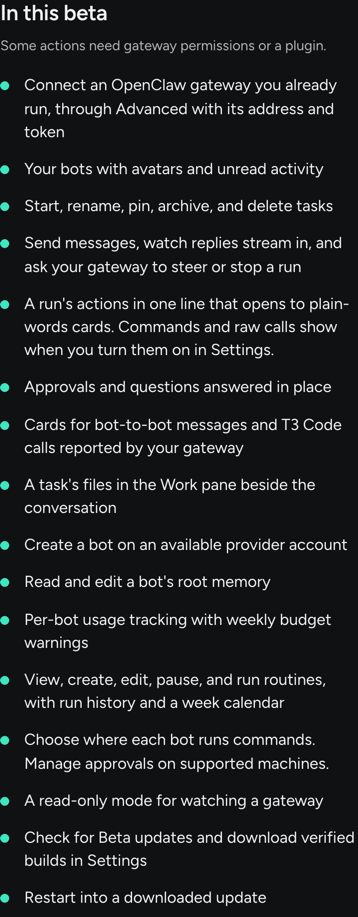 In this beta
Some actions need gateway permissions or a plugin.
Connect an OpenClaw gateway you already
run, through Advanced with its address and
token
Your bots with avatars and unread activity
Start, rename, pin, archive, and delete tasks
Send messages, watch replies stream in, and
ask your gateway to steer or stop a run
A run's actions in one line that opens to plain-
words cards. Commands and raw calls show
when you turn them on in Settings.
Approvals and questions answered in place
Cards for bot-to-bot messages and T3 Code
calls reported by your gateway
A task's files in the Work pane beside the
conversation
Create a bot on an available provider account
Read and edit a bot's root memory
Per-bot usage tracking with weekly budget
warnings
View, create, edit, pause, and run routines,
with run history and a week calendar
Choose where each bot runs commands.
Manage approvals on supported machines.
A read-only mode for watching a gateway
Check for Beta updates and download verified
builds in Settings
Restart into a downloaded update